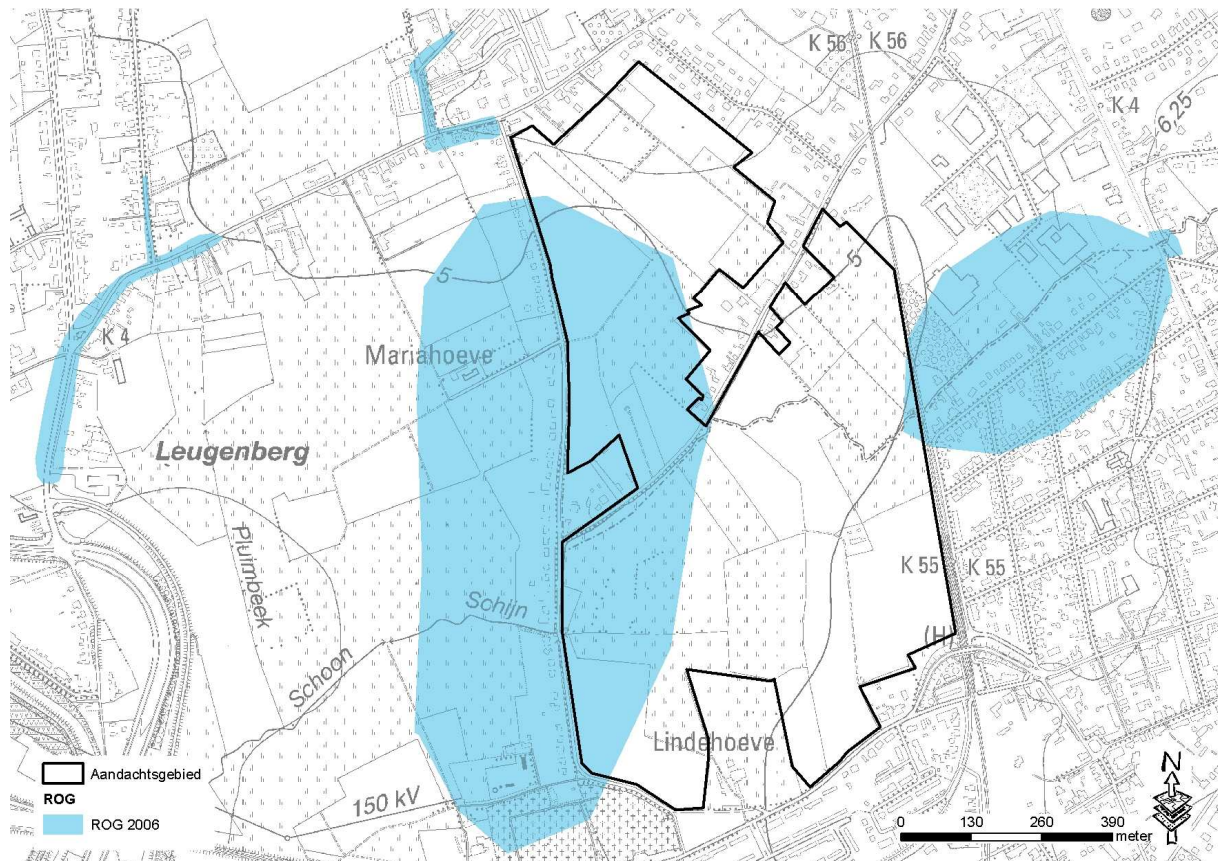 K 56
K 56
K 4
6,25
5
5
K 4
Mariahoeve
Leugenberg
Pluimbeek
K 55
K 55
Schijn
(H)
Schoon
Lindehoeve
150 kV
Aandachtsgebied
ROG
ROG 2006
N
0 130 260 390
meter